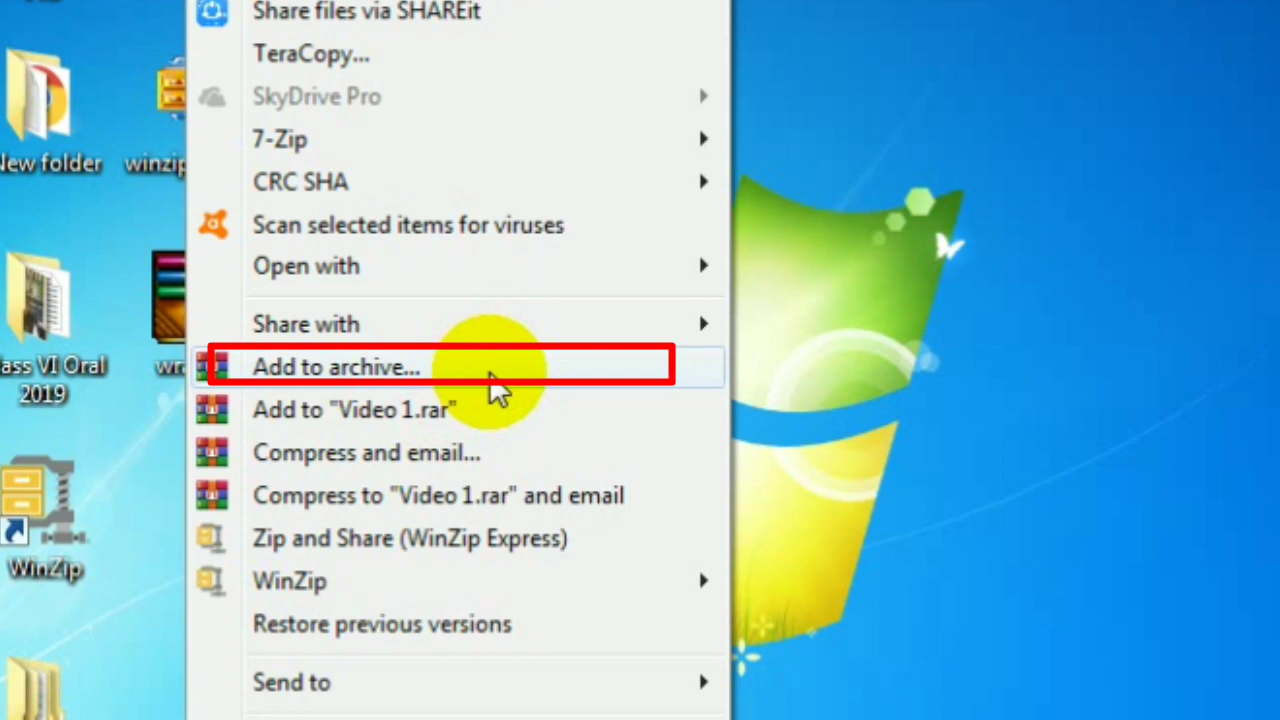 Share files via SHAREit
TeraCopy...
SkyDrive Pro
7-Zip
New folder
winzip
CRC SHA
Scan selected items for viruses
Open with
Share with
Add to archive...
ass VI Oral
2019
wra
Add to "Video 1.rar"
Compress and email...
Compress to "Video 1.rar" and email
Zip and Share (WinZip Express)
WinZip
WinZip
Restore previous versions
Send to